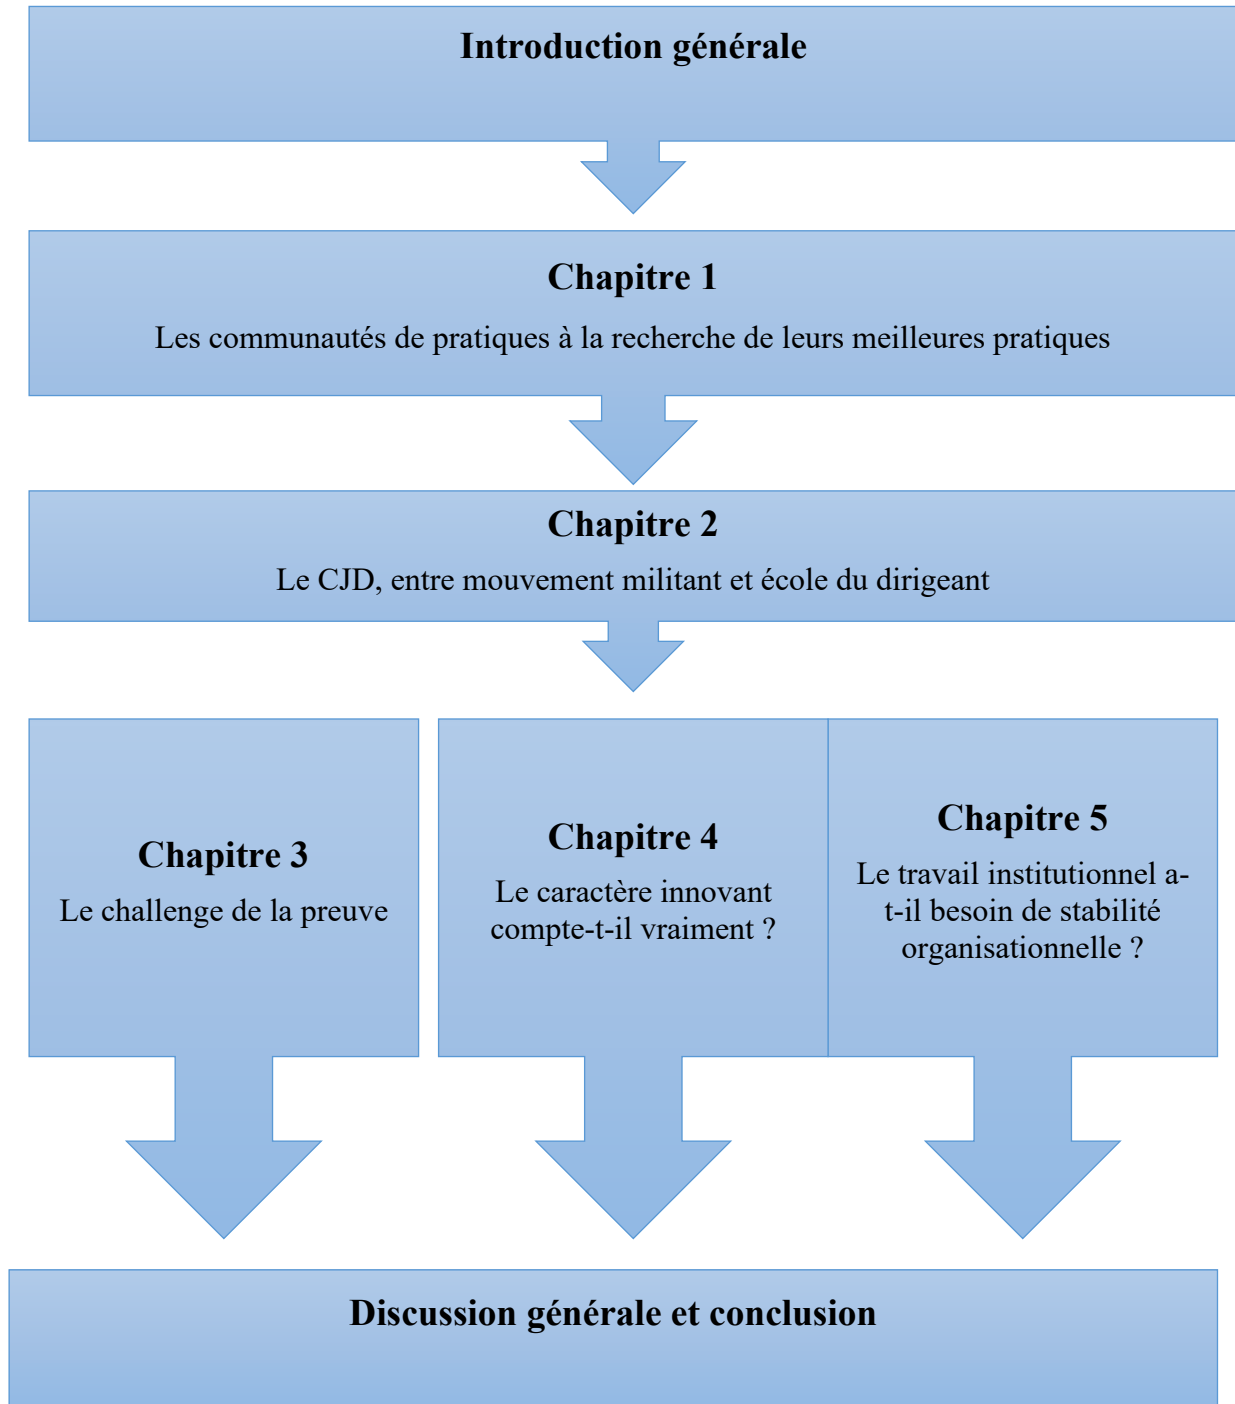 Introduction générale
Chapitre 1
Les communautés de pratiques à la recherche de leurs meilleures pratiques
Chapitre 2
Le CJD, entre mouvement militant et école du dirigeant
Chapitre 3
Le challenge de la preuve
Chapitre 4
Le caractère innovant
compte-t-il vraiment ?
Chapitre 5
Le travail institutionnel a-
t-il besoin de stabilité
organisationnelle ?
Discussion générale et conclusion